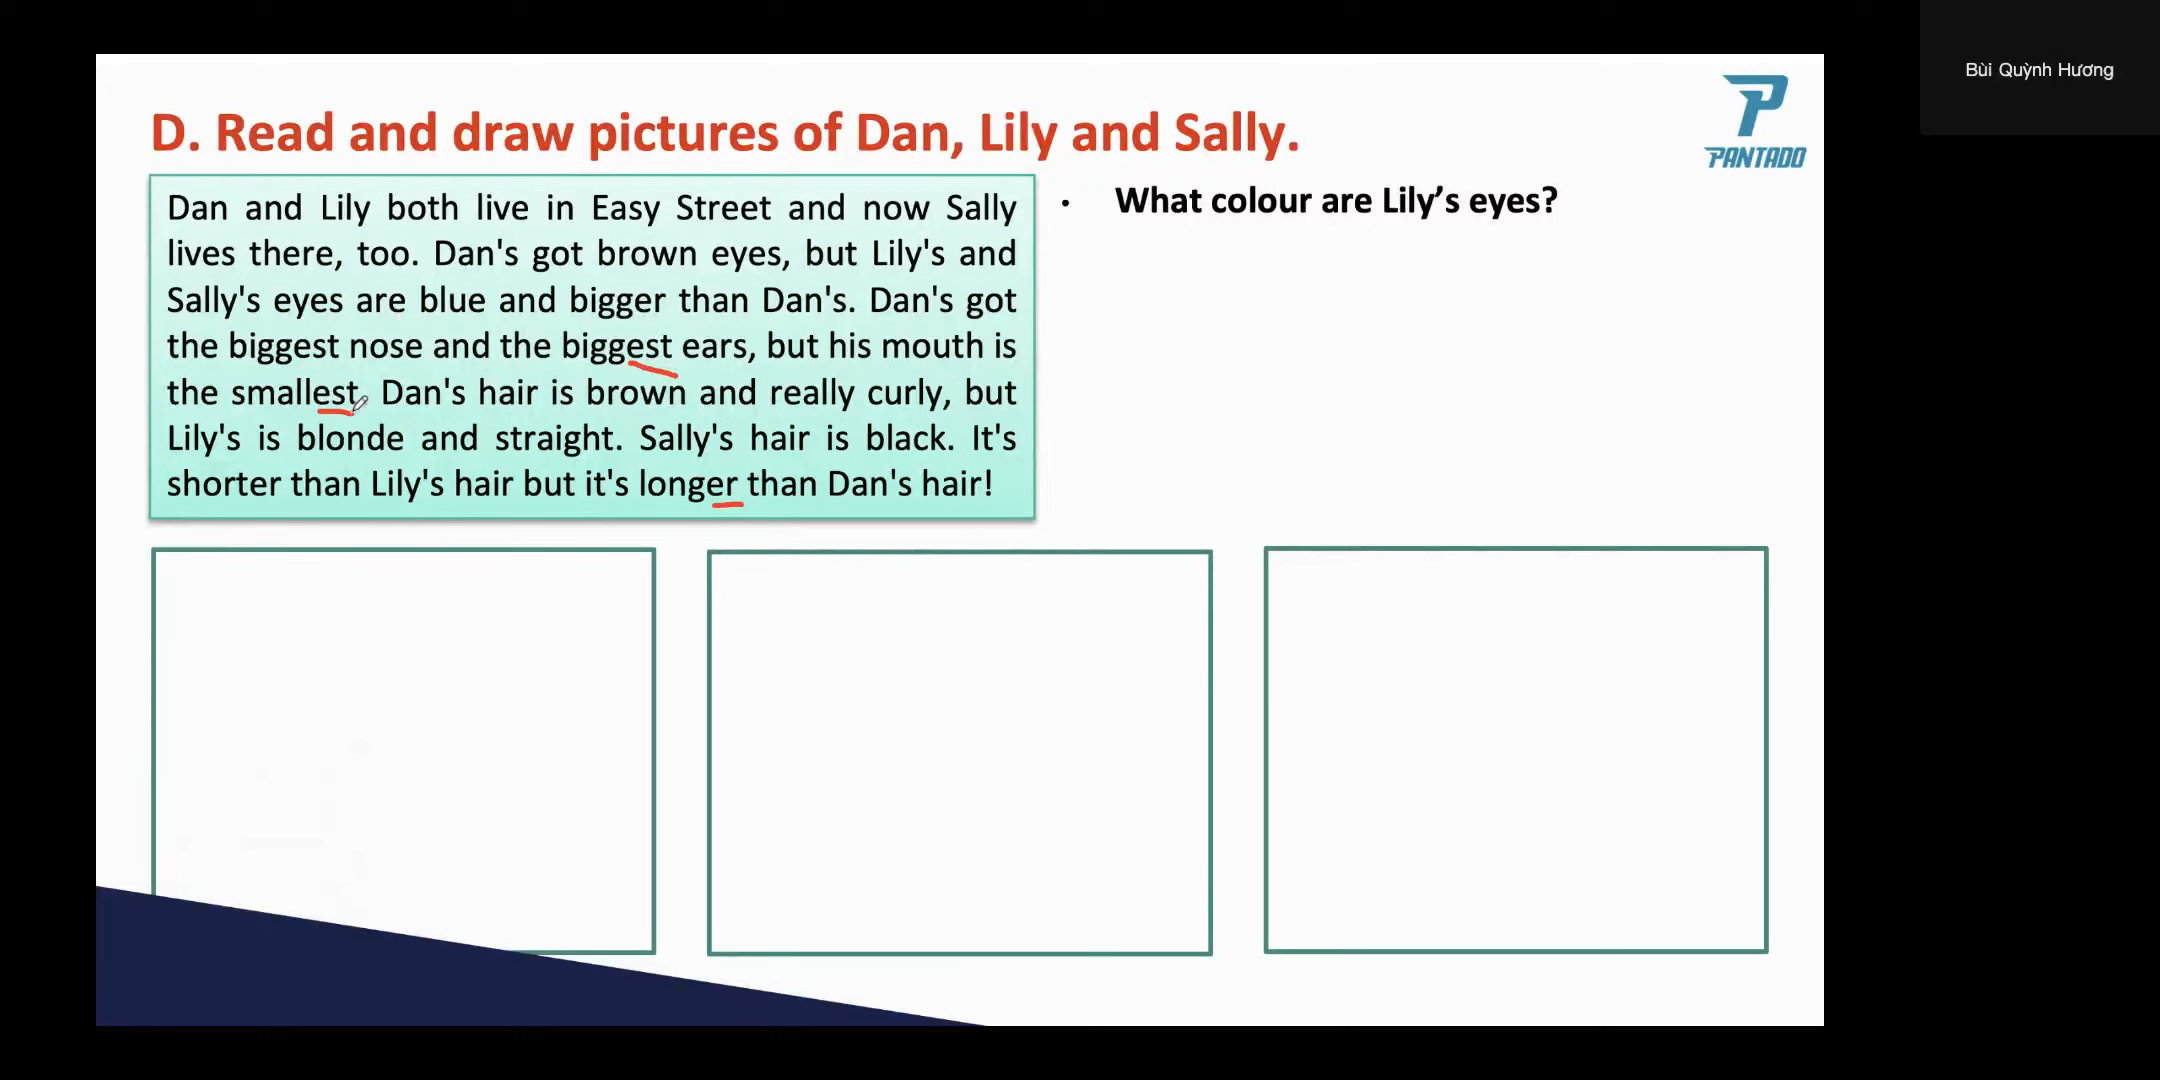 Bùi Quỳnh Hương
PANTADO
D. Read and draw pictures of Dan, Lily and Sally.
Dan and Lily both live in Easy Street and now Sally
lives there, too. Dan's got brown eyes, but Lily's and
Sally's eyes are blue and bigger than Dan's. Dan's got
the biggest nose and the biggest ears, but his mouth is
the smallest. Dan's hair is brown and really curly, but
Lily's is blonde and straight. Sally's hair is black. It's
shorter than Lily's hair but it's longer than Dan's hair!
• What colour are Lily’s eyes?